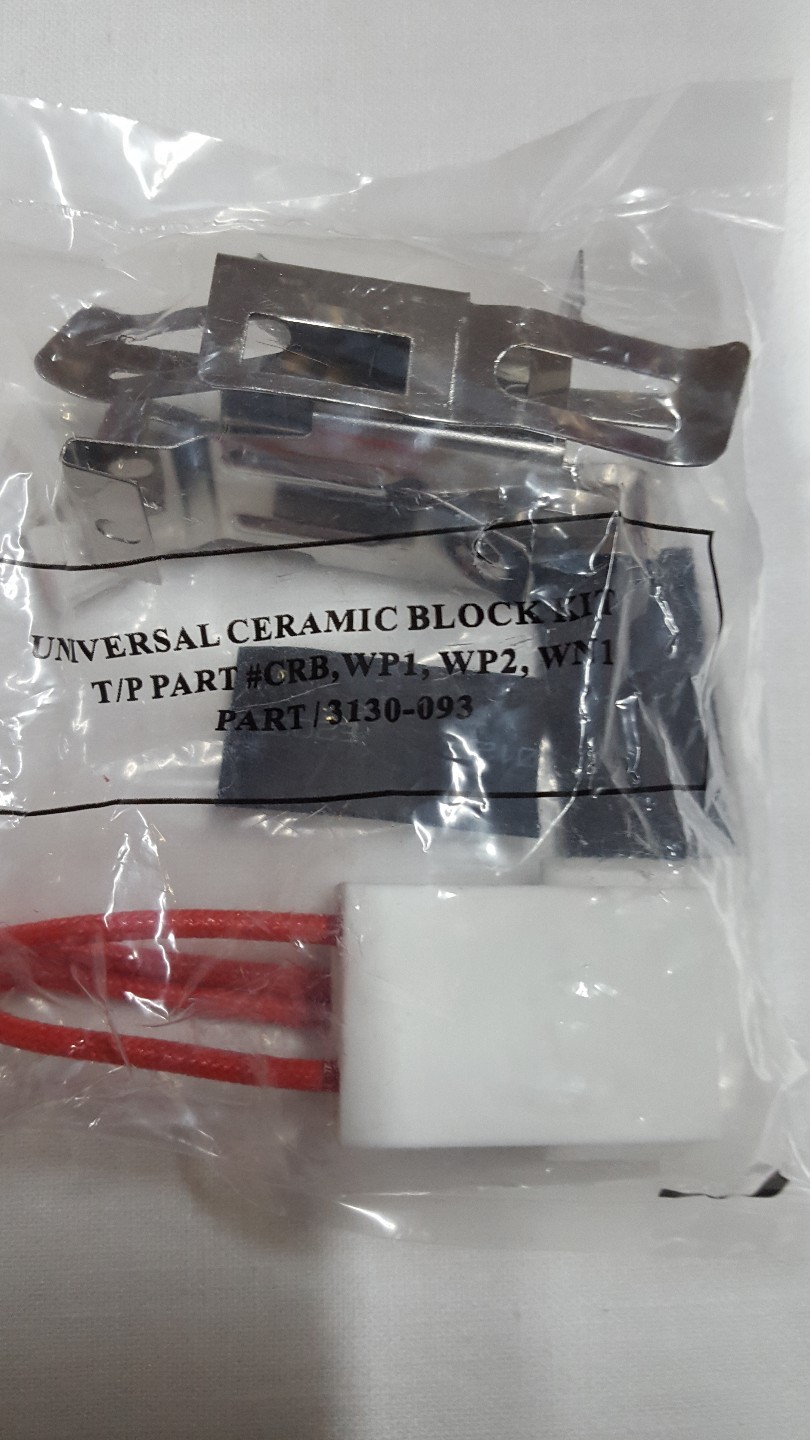 UNIVERSAL CERAMIC BLOCK KIT
T/P PART #CRB, WP1, WP2, WN1
PART / 3130-093